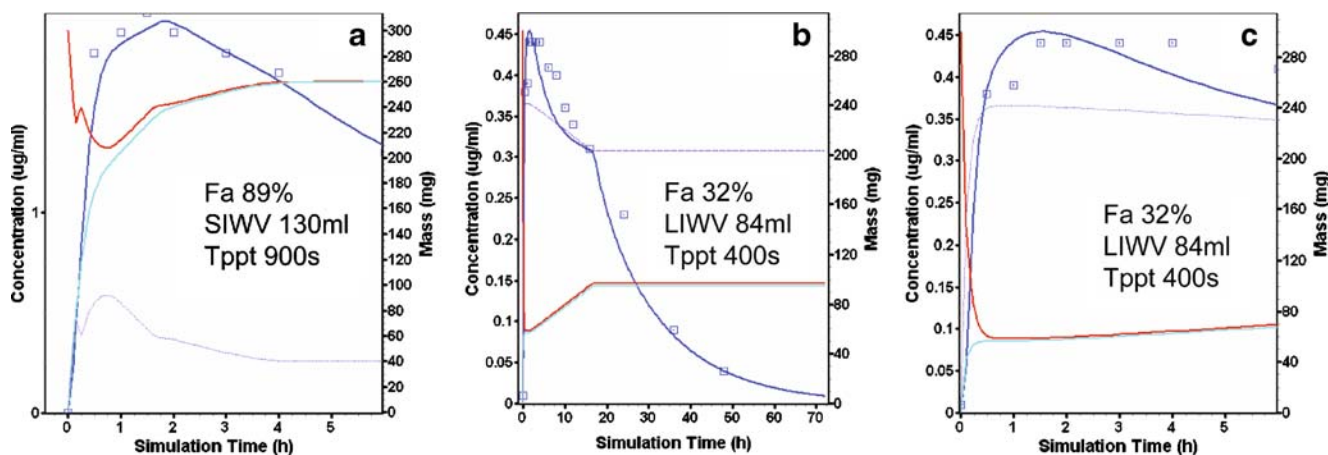 a
Concentration (ug/ml)
1
0
Fa 89%
SIWV 130ml
Tppt 900s
300
280
260
240
220
200
180
160
140
120
100
80
60
40
20
0
Mass (mg)
0 1 2 3 4 5
Simulation Time (h)
b
Concentration (ug/ml)
0.45
0.4
0.35
0.3
0.25
0.2
0.15
0.1
0.05
0
Fa 32%
LIWV 84ml
Tppt 400s
280
240
200
160
120
80
40
0
Mass (mg)
0 10 20 30 40 50 60 70
Simulation Time (h)
c
Concentration (ug/ml)
0.45
0.4
0.35
0.3
0.25
0.2
0.15
0.1
0.05
0
Fa 32%
LIWV 84ml
Tppt 400s
280
240
200
160
120
80
40
0
Mass (mg)
0 1 2 3 4 5
Simulation Time (h)